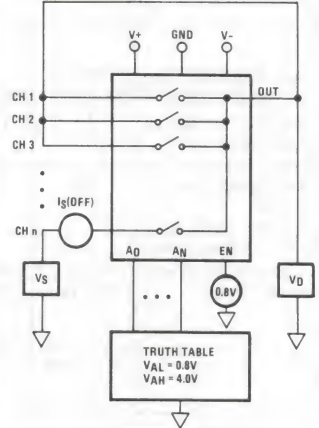 V+ GND V-
OUT
CH 1
CH 2
CH 3
IS(OFF)
CH n
A0 AN EN
VS
0.8V
VD
TRUTH TABLE
VAL = 0.8V
VAH = 4.0V